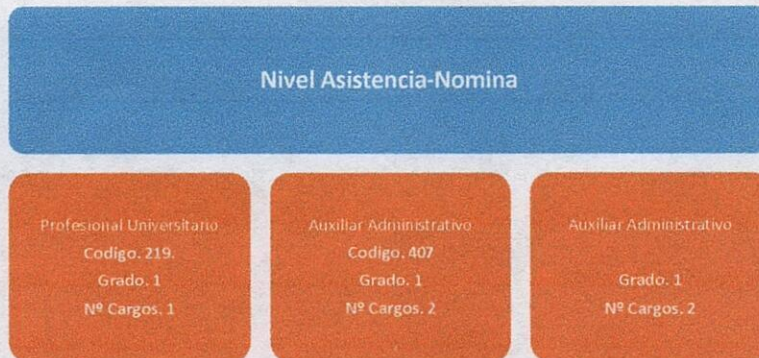 Nivel Asistencia-Nomina
Profesional Universitario
Codigo. 219.
Grado. 1
Nº Cargos. 1
Auxiliar Administrativo
Codigo. 407
Grado. 1
Nº Cargos. 2
Auxiliar Administrativo
Grado. 1
Nº Cargos. 2